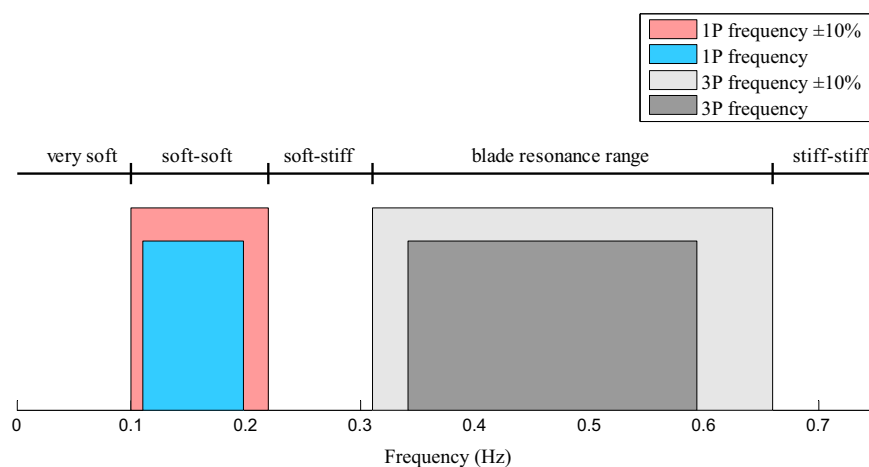 1P frequency ±10%
1P frequency
3P frequency ±10%
3P frequency
very soft soft-soft soft-stiff blade resonance range stiff-stiff
0 0.1 0.2 0.3 0.4 0.5 0.6 0.7
Frequency (Hz)